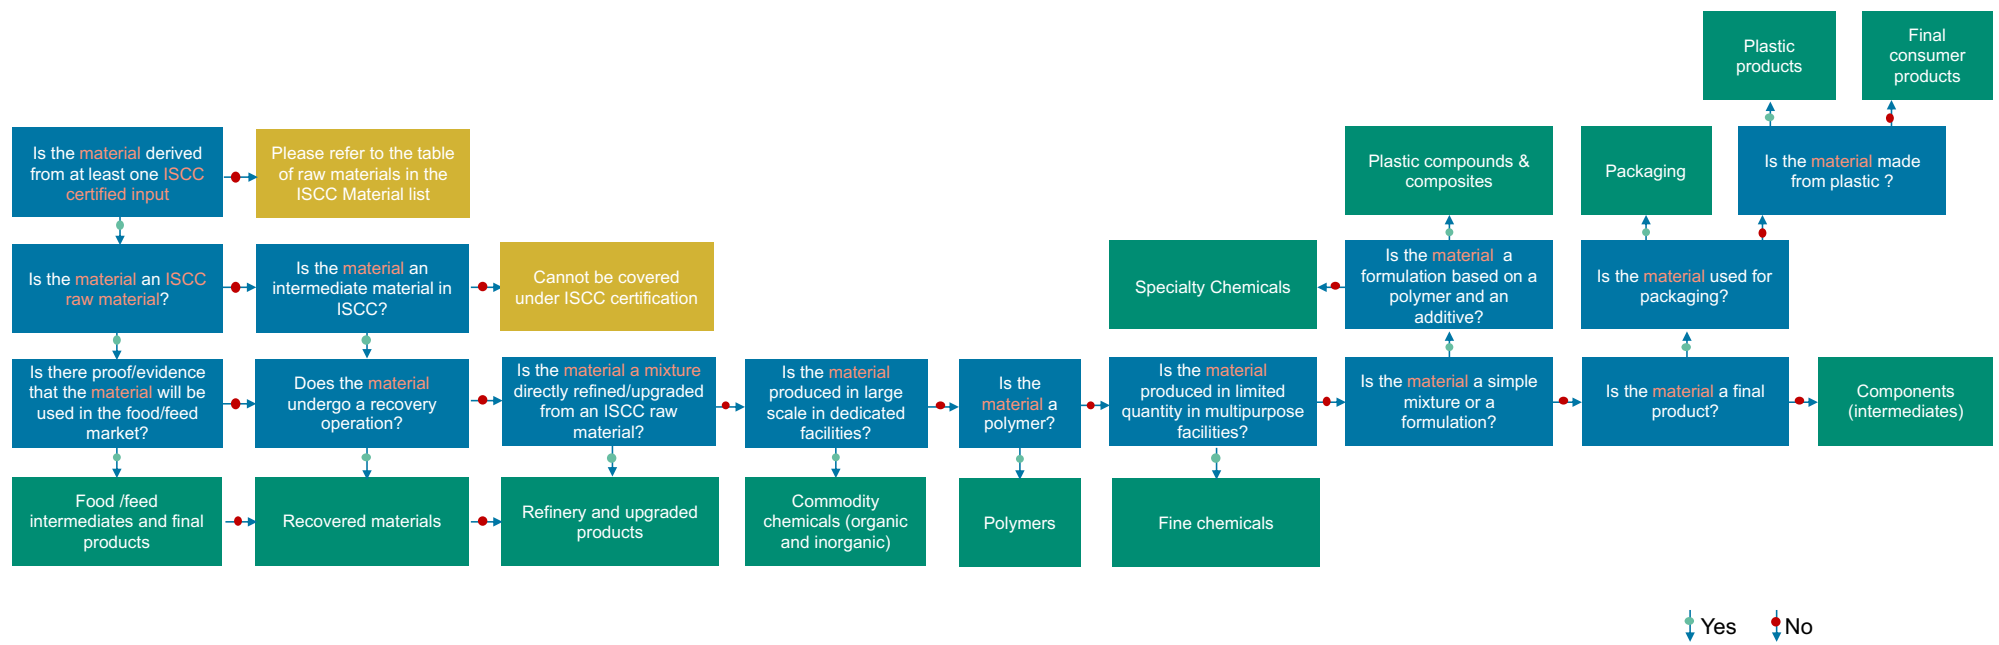 Plastic
products
Final
consumer
products
Is the material derived
from at least one ISCC
certified input
Please refer to the table
of raw materials in the
ISCC Material list
Plastic compounds &
composites
Packaging
Is the material made
from plastic ?
Is the material an ISCC
raw material?
Is the material an
intermediate material in
ISCC?
Cannot be covered
under ISCC certification
Specialty Chemicals
Is the material a
formulation based on a
polymer and an
additive?
Is the material used for
packaging?
Is there proof/evidence
that the material will be
used in the food/feed
market?
Does the material
undergo a recovery
operation?
Is the material a mixture
directly refined/upgraded
from an ISCC raw
material?
Is the material
produced in large
scale in dedicated
facilities?
Is the
material a
polymer?
Is the material
produced in limited
quantity in multipurpose
facilities?
Is the material a simple
mixture or a
formulation?
Is the material a final
product?
Components
(intermediates)
Food /feed
intermediates and final
products
Recovered materials
Refinery and upgraded
products
Commodity
chemicals (organic
and inorganic)
Polymers
Fine chemicals
Yes
No